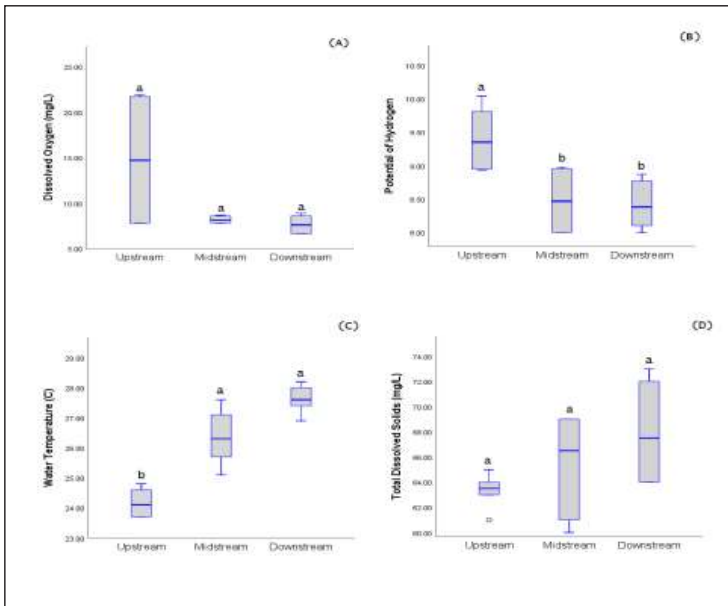 (A)
Dissolved Oxygen (mg/L)
25.00
20.00
15.00
10.00
5.00
a
a
a
Upstream Midstream Downstream
(B)
Potential of Hydrogen
10.50
10.00
9.50
9.00
8.50
8.00
a
b
b
Upstream Midstream Downstream
(C)
Water Temperature (C)
29.00
28.00
27.00
26.00
25.00
24.00
23.00
b
a
a
Upstream Midstream Downstream
(D)
Total Dissolved Solids (mg/L)
74.00
72.00
70.00
68.00
66.00
64.00
62.00
60.00
a
a
a
Upstream Midstream Downstream